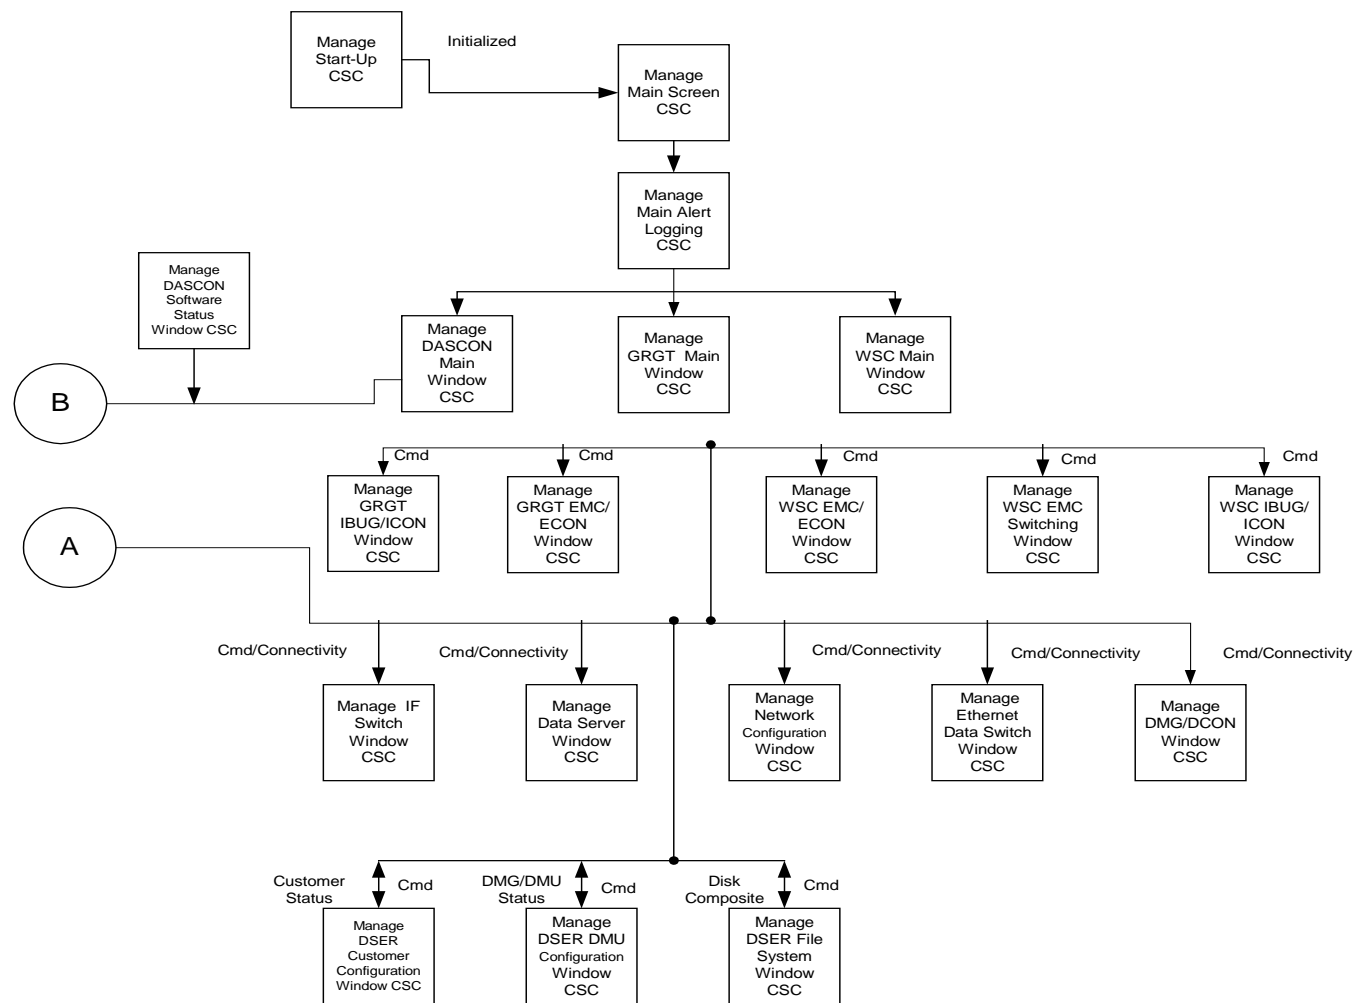 Manage
Start-Up
CSC
Initialized
Manage
Main Screen
CSC
Manage
Main Alert
Logging
CSC
Manage
DASCON
Software
Status
Window CSC
Manage
DASCON
Main
Window
CSC
Manage
GRGT Main
Window
CSC
Manage
WSC Main
Window
CSC
B
Cmd
Cmd
Cmd
Cmd
Cmd
Manage
GRGT
IBUG/ICON
Window
CSC
Manage
GRGT EMC/
ECON
Window
CSC
Manage
WSC EMC/
ECON
Window
CSC
Manage
WSC EMC
Switching
Window
CSC
Manage
WSC IBUG/
ICON
Window
CSC
A
Cmd/Connectivity
Cmd/Connectivity
Cmd/Connectivity
Cmd/Connectivity
Cmd/Connectivity
Manage IF
Switch
Window
CSC
Manage
Data Server
Window
CSC
Manage
Network
Configuration
Window
CSC
Manage
Ethernet
Data Switch
Window
CSC
Manage
DMG/DCON
Window
CSC
Customer
Status
Cmd
DMG/DMU
Status
Cmd
Disk
Composite
Cmd
Manage
DSER
Customer
Configuration
Window CSC
Manage
DSER DMU
Configuration
Window
CSC
Manage
DSER File
System
Window
CSC